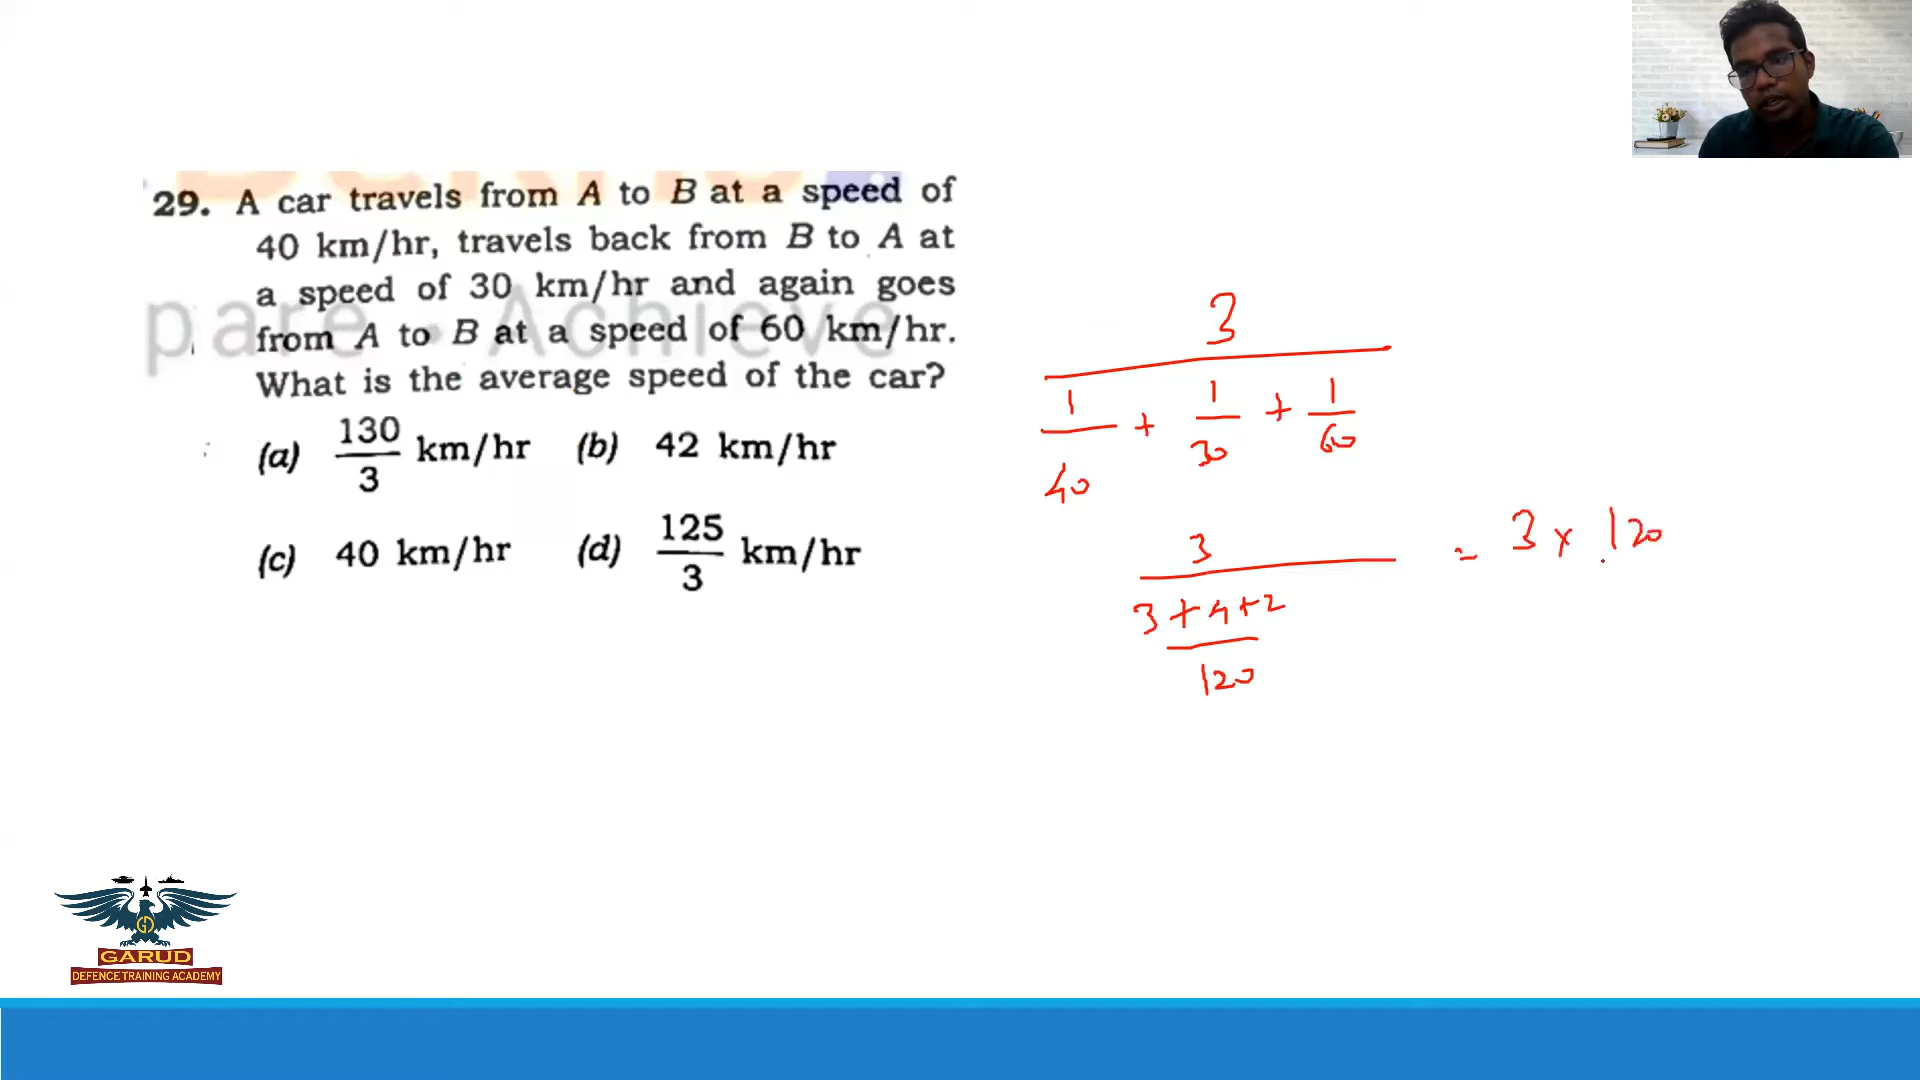 29. A car travels from A to B at a speed of
40 km/hr, travels back from B to A at
a speed of 30 km/hr and again goes
from A to B at a speed of 60 km/hr.
What is the average speed of the car?
(a) 130/3 km/hr (b) 42 km/hr
(c) 40 km/hr (d) 125/3 km/hr
pare - Achieve
3
1/40 + 1/30 + 1/60
3
3 + 4 + 2
120
= 3 × 120
GARUD
DEFENCE TRAINING ACADEMY